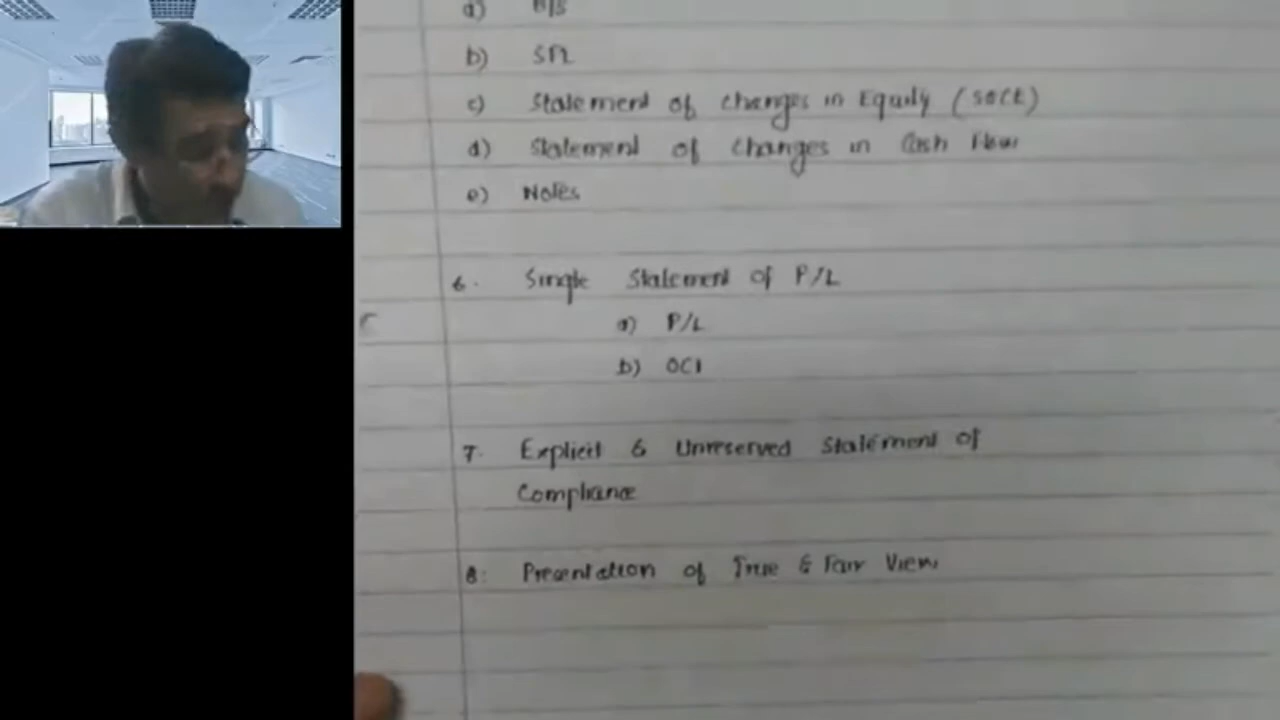 a) B/S
b) SPL
c) Statement of changes in Equity (SOCE)
d) Statement of changes in Cash Flow
e) Notes
6. Single Statement of P/L
a) P/L
b) OCI
7. Explicit & Unreserved Statement of
Compliance
8. Presentation of True & Fair View